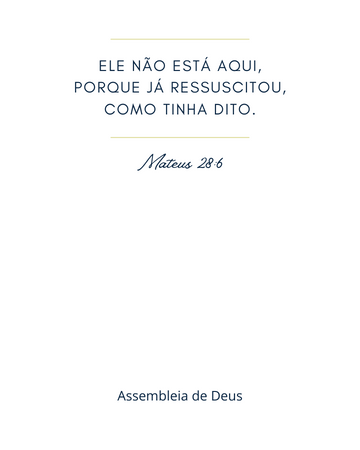 ELE NÃO ESTÁ AQUI,
PORQUE JÁ RESSUSCITOU,
COMO TINHA DITO.
Mateus 28:6
Assembleia de Deus